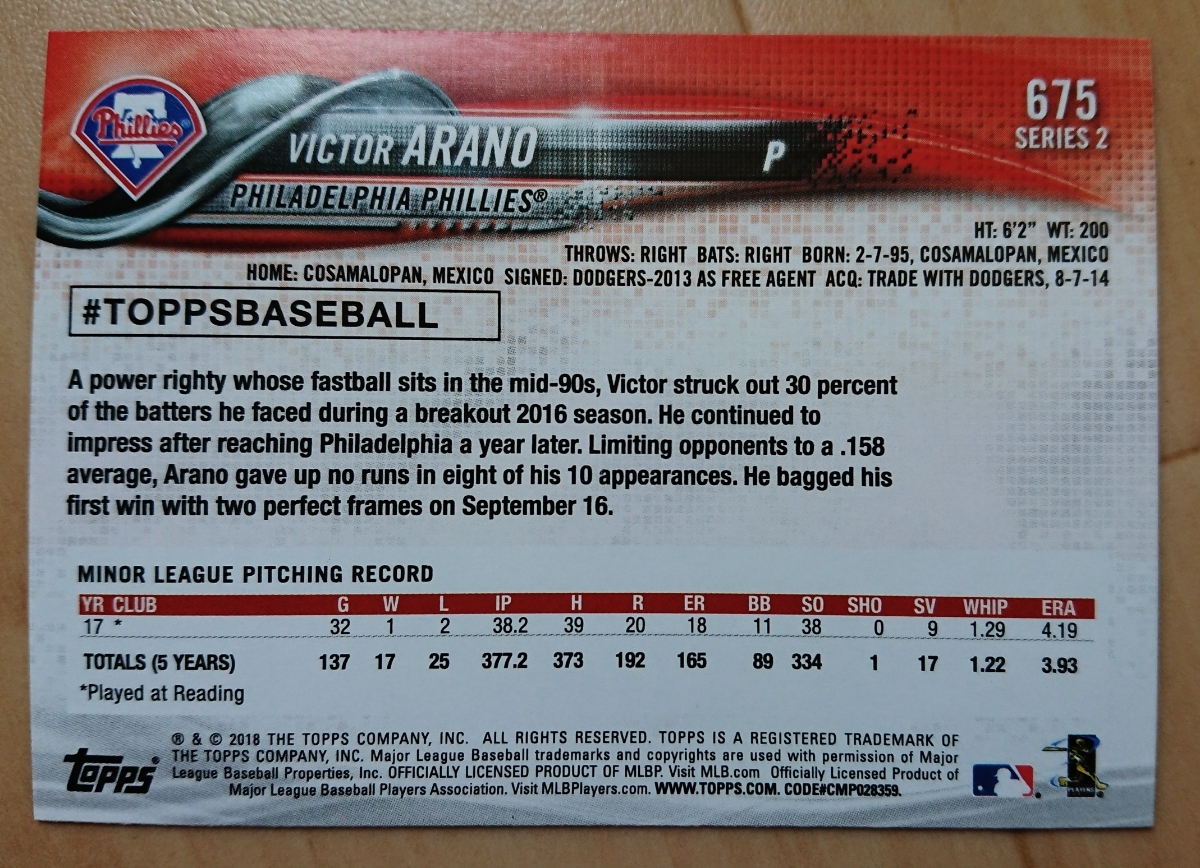 Phillies
675
SERIES 2
VICTOR ARANO P
PHILADELPHIA PHILLIES®
HT: 6'2" WT: 200
THROWS: RIGHT BATS: RIGHT BORN: 2-7-95, COSAMALOPAN, MEXICO
HOME: COSAMALOPAN, MEXICO SIGNED: DODGERS-2013 AS FREE AGENT ACQ: TRADE WITH DODGERS, 8-7-14
#TOPPSBASEBALL
A power righty whose fastball sits in the mid-90s, Victor struck out 30 percent
of the batters he faced during a breakout 2016 season. He continued to
impress after reaching Philadelphia a year later. Limiting opponents to a .158
average, Arano gave up no runs in eight of his 10 appearances. He bagged his
first win with two perfect frames on September 16.
MINOR LEAGUE PITCHING RECORD
YR CLUB G W L IP H R ER BB SO SHO SV WHIP ERA
17 * 32 1 2 38.2 39 20 18 11 38 0 9 1.29 4.19
TOTALS (5 YEARS) 137 17 25 377.2 373 192 165 89 334 1 17 1.22 3.93
*Played at Reading
® & © 2018 THE TOPPS COMPANY, INC. ALL RIGHTS RESERVED. TOPPS IS A REGISTERED TRADEMARK OF
THE TOPPS COMPANY, INC. Major League Baseball trademarks and copyrights are used with permission of Major
League Baseball Properties, Inc. OFFICIALLY LICENSED PRODUCT OF MLBP. Visit MLB.com Officially Licensed Product of
Major League Baseball Players Association. Visit MLBPlayers.com. WWW.TOPPS.COM. CODE#CMP028359.
topps®
PLAYERS